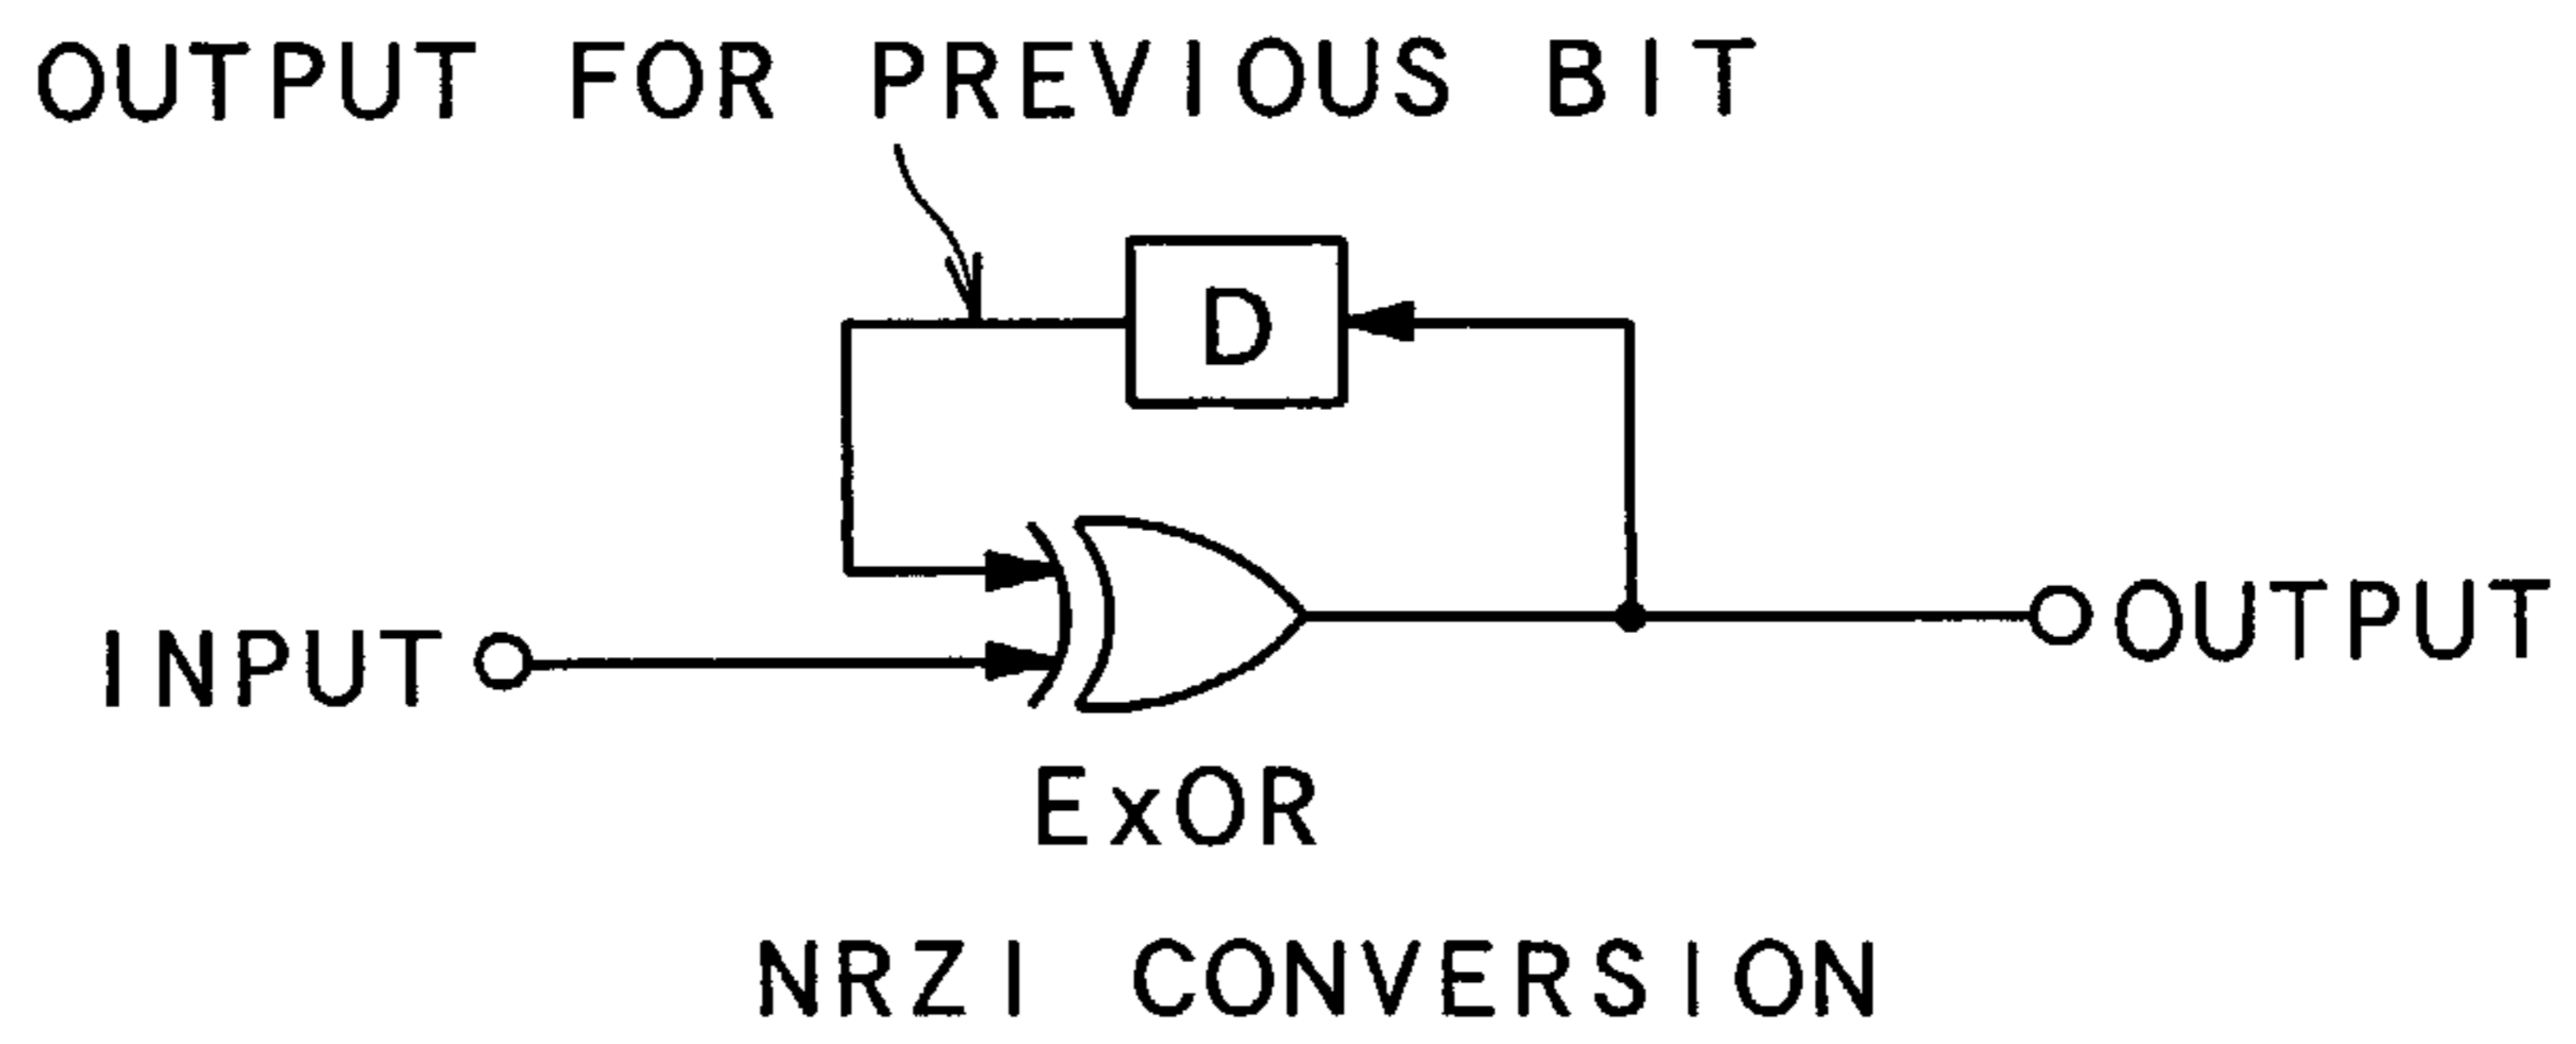 OUTPUT FOR PREVIOUS BIT
D
INPUT
OUTPUT
ExOR
NRZI CONVERSION